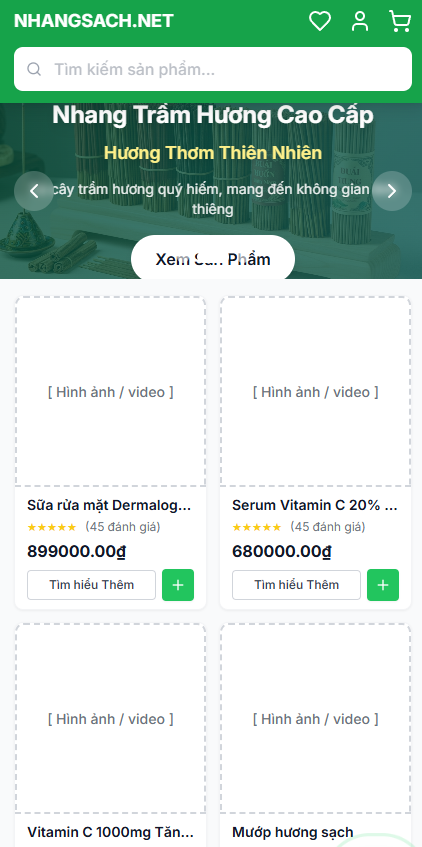 NHANGSACH.NET
Tìm kiếm sản phẩm...
Nhang Trầm Hương Cao Cấp
Hương Thơm Thiên Nhiên
cây trầm hương quý hiếm, mang đến không gian
thiêng
Xem Sản Phẩm
[ Hình ảnh / video ]
[ Hình ảnh / video ]
Sữa rửa mặt Dermalog...
★★★★★ (45 đánh giá)
899000.00₫
Tìm hiểu Thêm
+
Serum Vitamin C 20% ...
★★★★★ (45 đánh giá)
680000.00₫
Tìm hiểu Thêm
+
[ Hình ảnh / video ]
[ Hình ảnh / video ]
Vitamin C 1000mg Tăn...
Mướp hương sạch